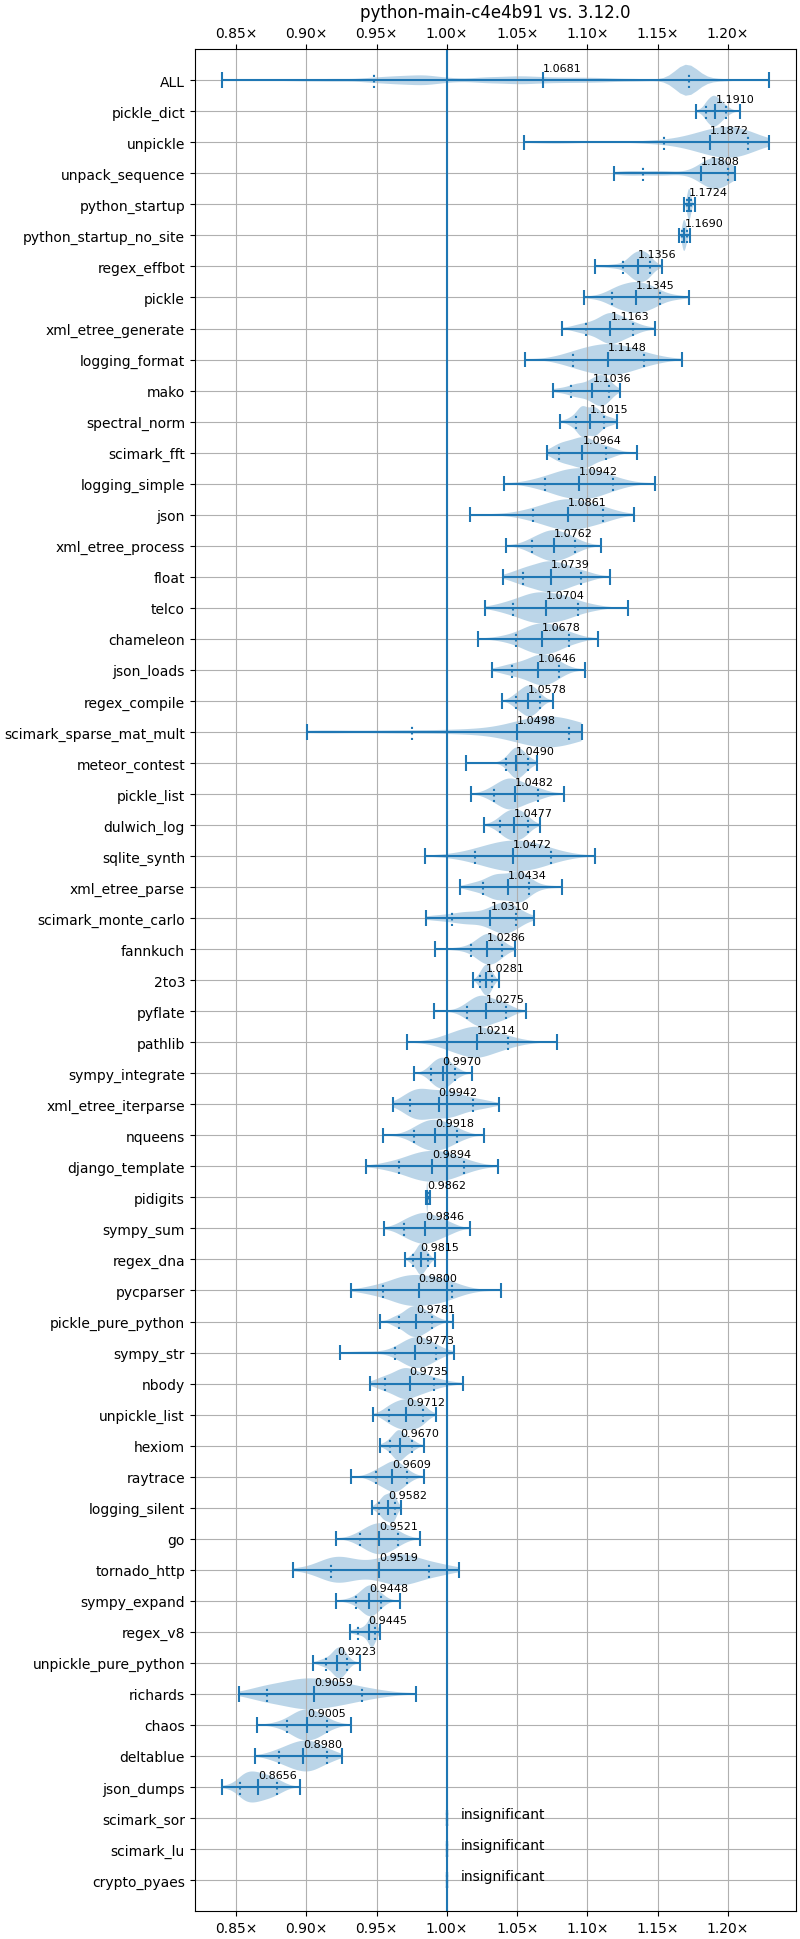 python-main-c4e4b91 vs. 3.12.0
0.85× 0.90× 0.95× 1.00× 1.05× 1.10× 1.15× 1.20×
ALL 1.0681
pickle_dict 1.1910
unpickle 1.1872
unpack_sequence 1.1808
python_startup 1.1724
python_startup_no_site 1.1690
regex_effbot 1.1356
pickle 1.1345
xml_etree_generate 1.1163
logging_format 1.1148
mako 1.1036
spectral_norm 1.1015
scimark_fft 1.0964
logging_simple 1.0942
json 1.0861
xml_etree_process 1.0762
float 1.0739
telco 1.0704
chameleon 1.0678
json_loads 1.0646
regex_compile 1.0578
scimark_sparse_mat_mult 1.0498
meteor_contest 1.0490
pickle_list 1.0482
dulwich_log 1.0477
sqlite_synth 1.0472
xml_etree_parse 1.0434
scimark_monte_carlo 1.0310
fannkuch 1.0286
2to3 1.0281
pyflate 1.0275
pathlib 1.0214
sympy_integrate 0.9970
xml_etree_iterparse 0.9942
nqueens 0.9918
django_template 0.9894
pidigits 0.9862
sympy_sum 0.9846
regex_dna 0.9815
pycparser 0.9800
pickle_pure_python 0.9781
sympy_str 0.9773
nbody 0.9735
unpickle_list 0.9712
hexiom 0.9670
raytrace 0.9609
logging_silent 0.9582
go 0.9521
tornado_http 0.9519
sympy_expand 0.9448
regex_v8 0.9445
unpickle_pure_python 0.9223
richards 0.9059
chaos 0.9005
deltablue 0.8980
json_dumps 0.8656
scimark_sor insignificant
scimark_lu insignificant
crypto_pyaes insignificant
0.85× 0.90× 0.95× 1.00× 1.05× 1.10× 1.15× 1.20×